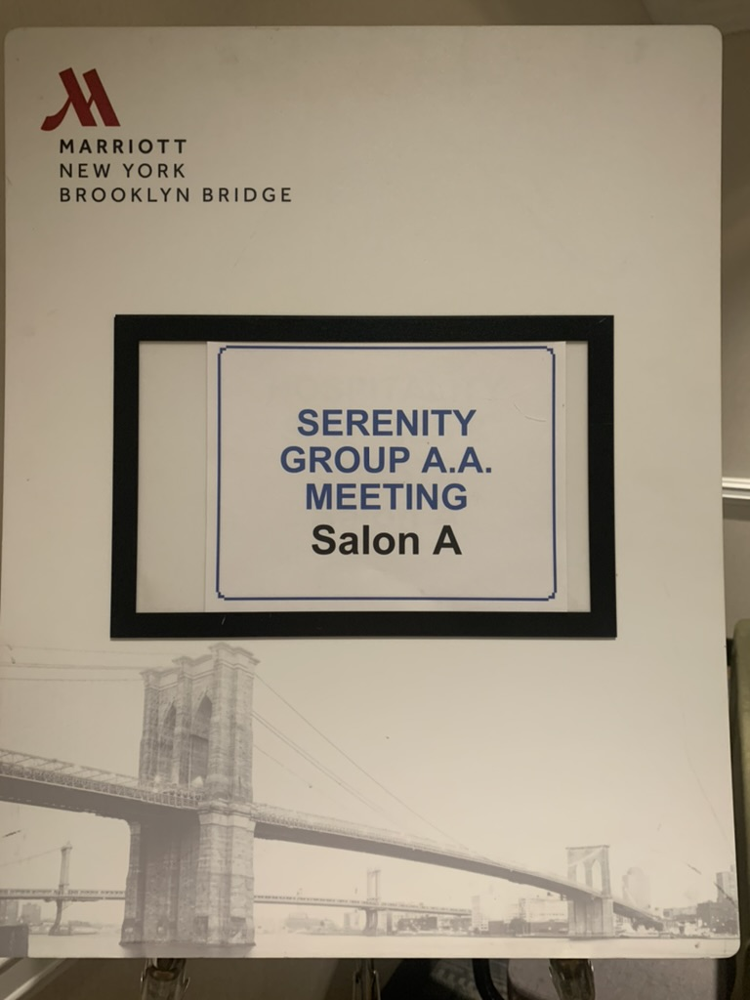 MARRIOTT
NEW YORK
BROOKLYN BRIDGE
SERENITY
GROUP A.A.
MEETING
Salon A